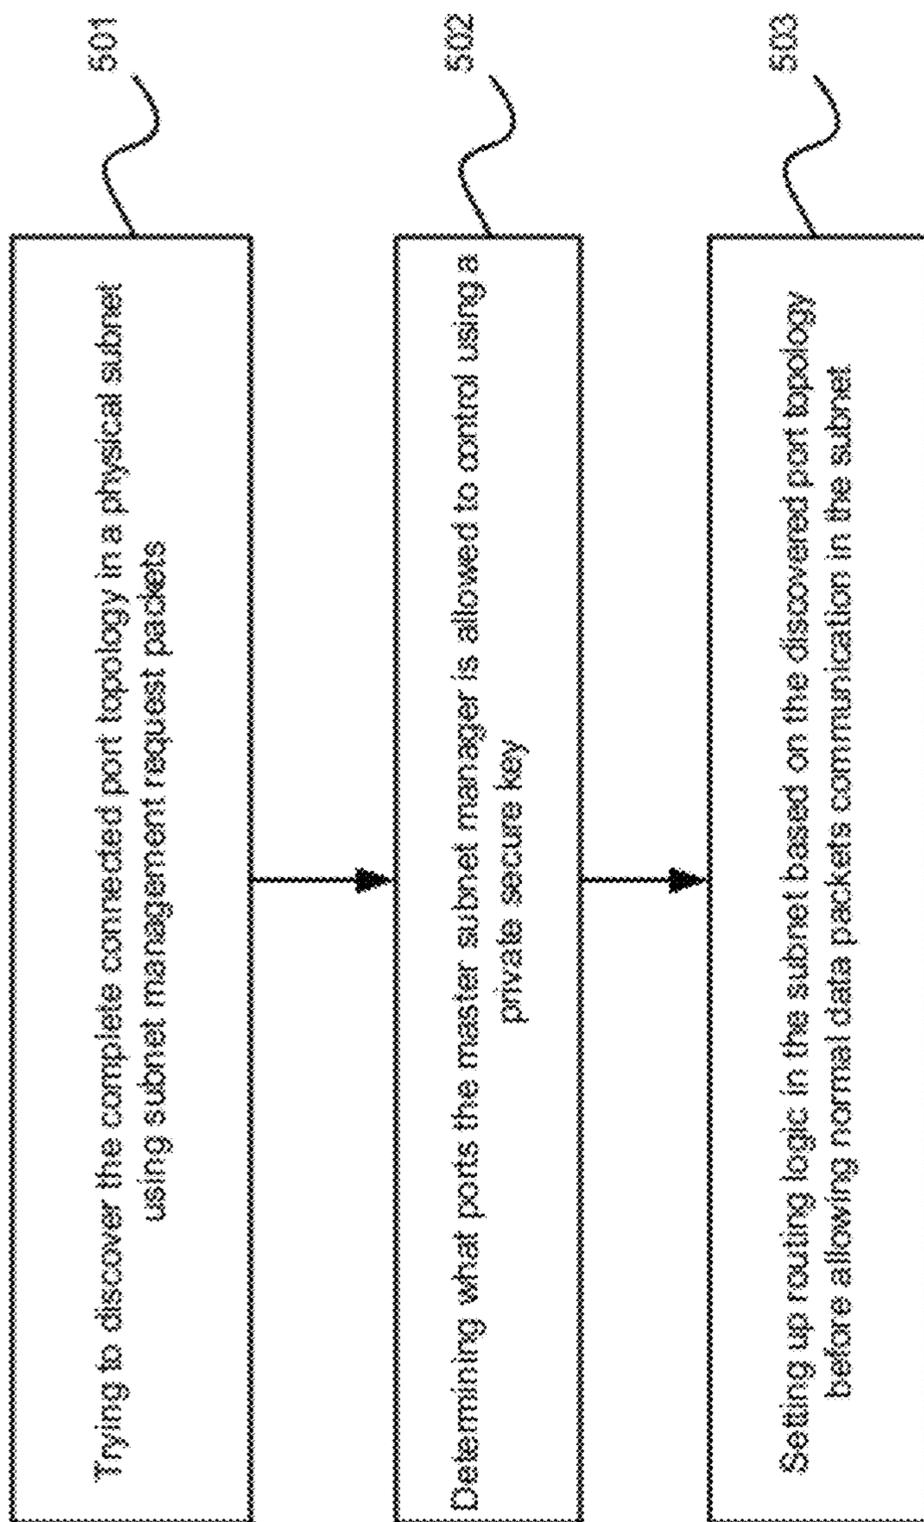 501
Trying to discover the complete connected port topology in a physical subnet
using subnet management request packets
502
Determining what ports the master subnet manager is allowed to control using a
private secure key
503
Setting up routing logic in the subnet based on the discovered port topology
before allowing normal data packets communication in the subnet